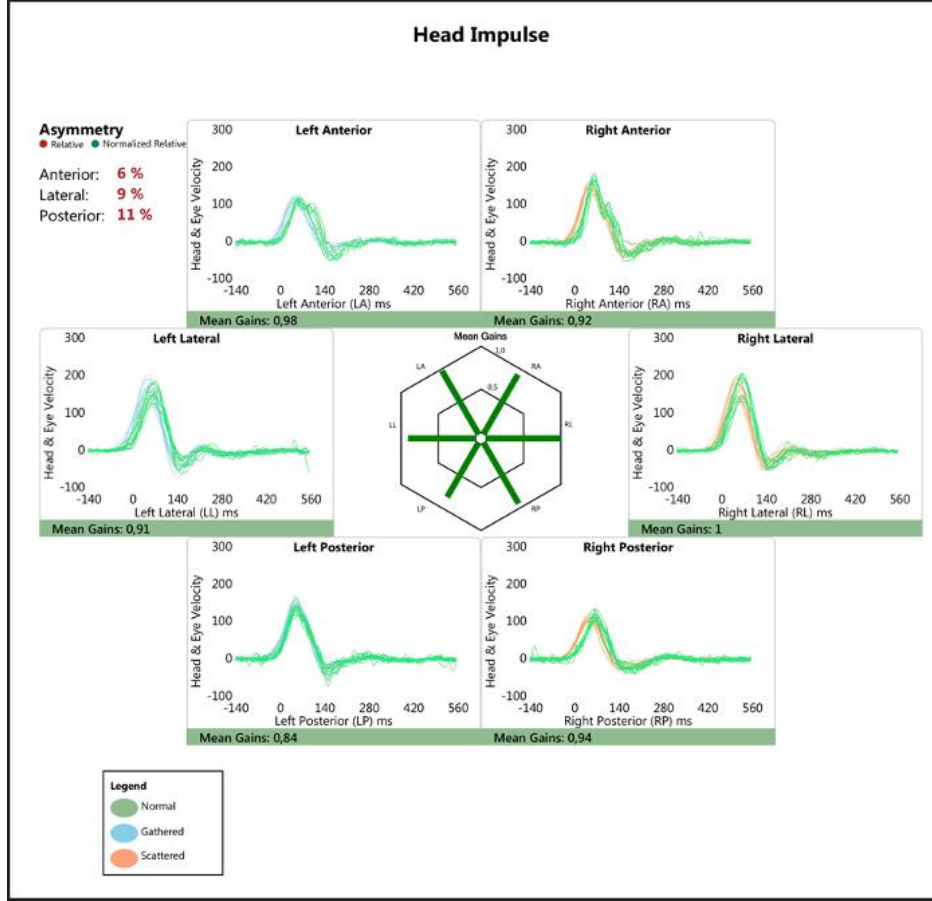 Head Impulse
Asymmetry
Relative Normalized Relative
Anterior: 6 %
Lateral: 9 %
Posterior: 11 %
Left Anterior
Head & Eye Velocity
300
200
100
0
-100
-140 0 140 280 420 560
Left Anterior (LA) ms
Mean Gains: 0,98
Right Anterior
Head & Eye Velocity
300
200
100
0
-100
-140 0 140 280 420 560
Right Anterior (RA) ms
Mean Gains: 0,92
Left Lateral
Head & Eye Velocity
300
200
100
0
-100
-140 0 140 280 420 560
Left Lateral (LL) ms
Mean Gains: 0,91
Mean Gains
1,0
0,5
LA
RA
LL
RL
LP
RP
Right Lateral
Head & Eye Velocity
300
200
100
0
-100
-140 0 140 280 420 560
Right Lateral (RL) ms
Mean Gains: 1
Left Posterior
Head & Eye Velocity
300
200
100
0
-100
-140 0 140 280 420 560
Left Posterior (LP) ms
Mean Gains: 0,84
Right Posterior
Head & Eye Velocity
300
200
100
0
-100
-140 0 140 280 420 560
Right Posterior (RP) ms
Mean Gains: 0,94
Legend
Normal
Gathered
Scattered